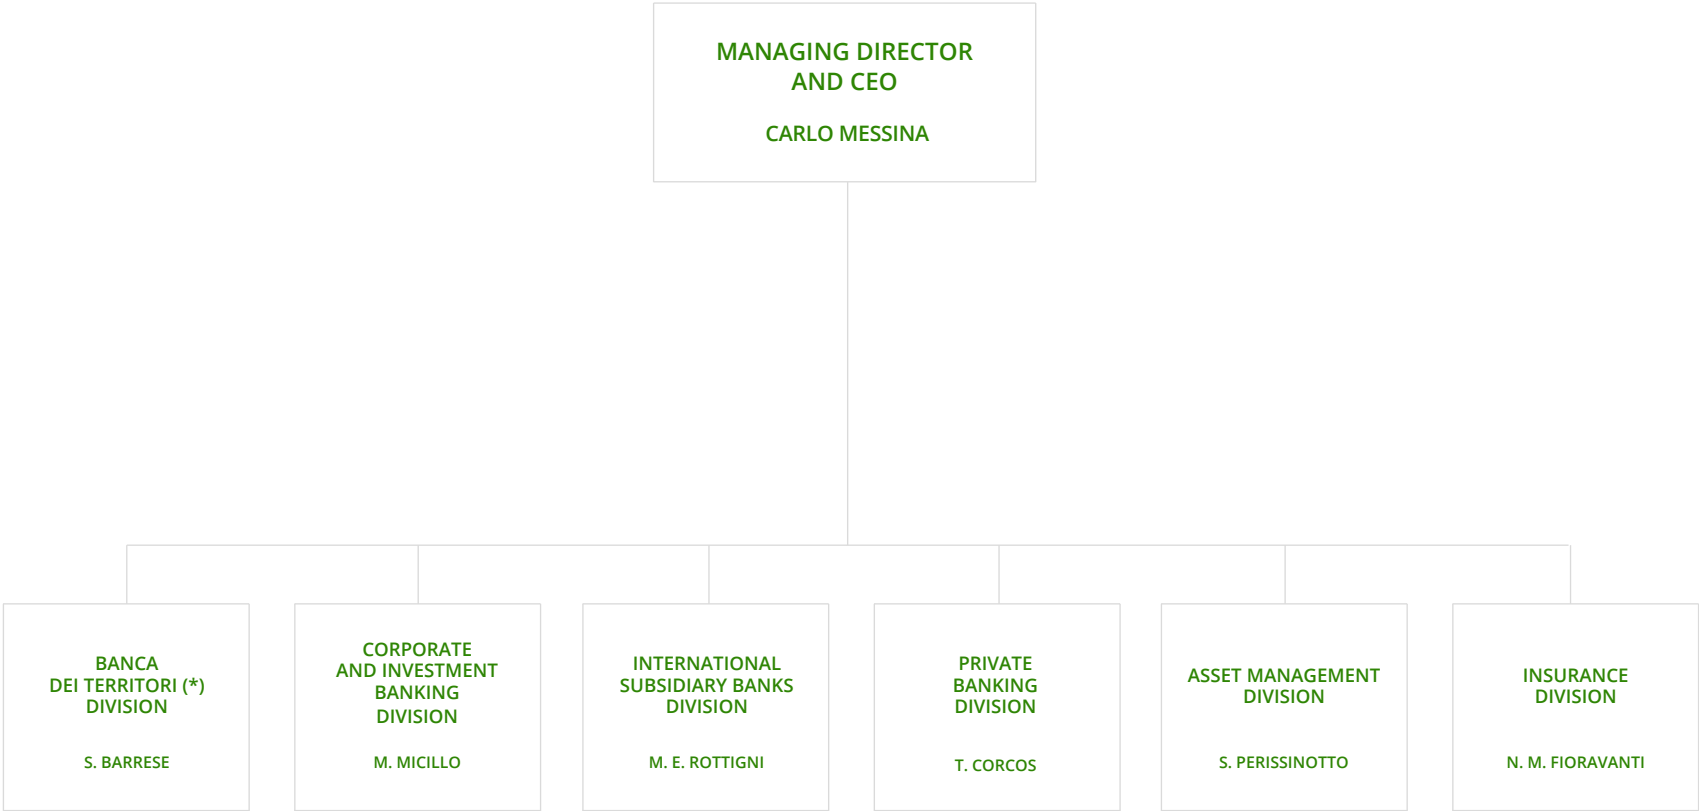 MANAGING DIRECTOR
AND CEO
CARLO MESSINA
BANCA
DEI TERRITORI (*)
DIVISION
S. BARRESE
CORPORATE
AND INVESTMENT
BANKING
DIVISION
M. MICILLO
INTERNATIONAL
SUBSIDIARY BANKS
DIVISION
M. E. ROTTIGNI
PRIVATE
BANKING
DIVISION
T. CORCOS
ASSET MANAGEMENT
DIVISION
S. PERISSINOTTO
INSURANCE
DIVISION
N. M. FIORAVANTI